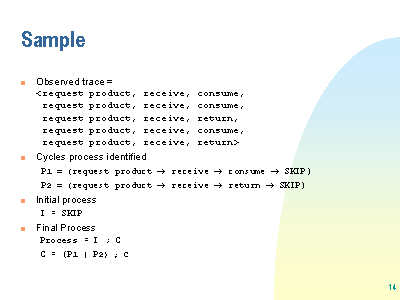 Sample
Observed trace =
<request product, receive, consume,
request product, receive, consume,
request product, receive, return,
request product, receive, consume,
request product, receive, return>
Cycles process identified
P1 = (request product → receive → consume → SKIP)
P2 = (request product → receive → return → SKIP)
Initial process
I = SKIP
Final Process
Process = I ; C
C = (P1 | P2) ; C
14